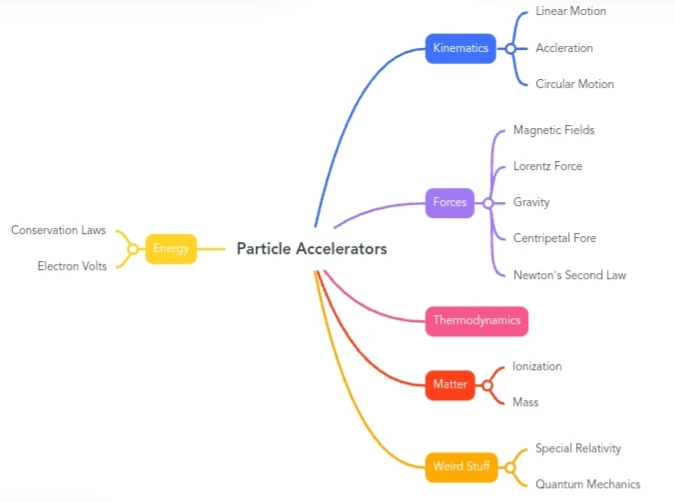 Linear Motion
Kinematics
Accleration
Circular Motion
Magnetic Fields
Lorentz Force
Forces
Gravity
Centripetal Fore
Newton's Second Law
Conservation Laws
Energy
Electron Volts
Particle Accelerators
Thermodynamics
Ionization
Matter
Mass
Special Relativity
Weird Stuff
Quantum Mechanics